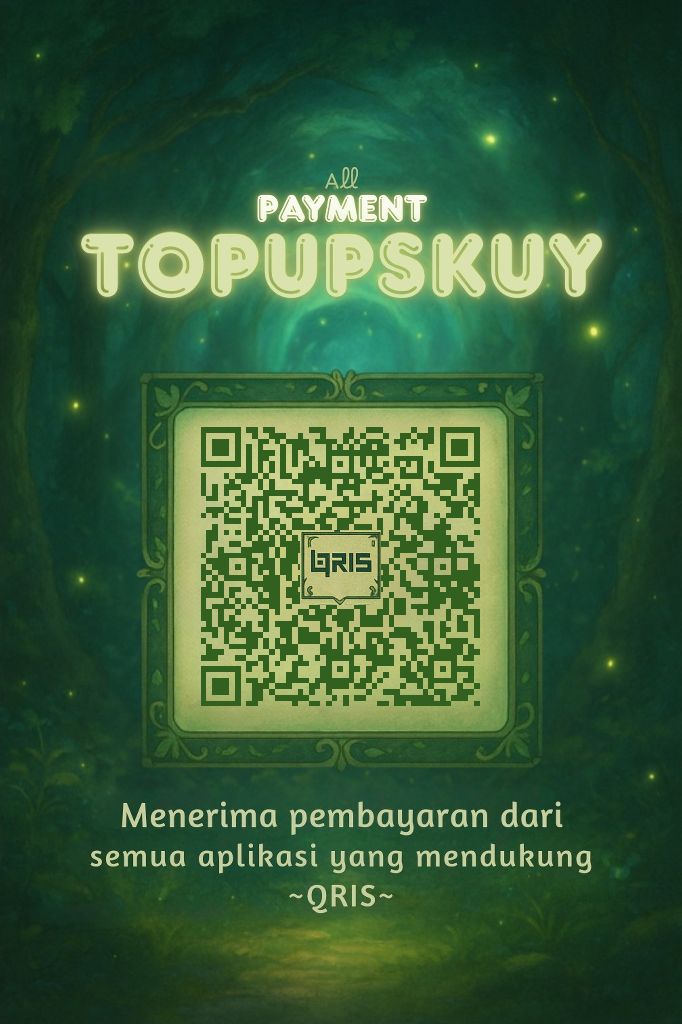 All
PAYMENT
TOPUPSKUY
QRIS
Menerima pembayaran dari
semua aplikasi yang mendukung
~QRIS~